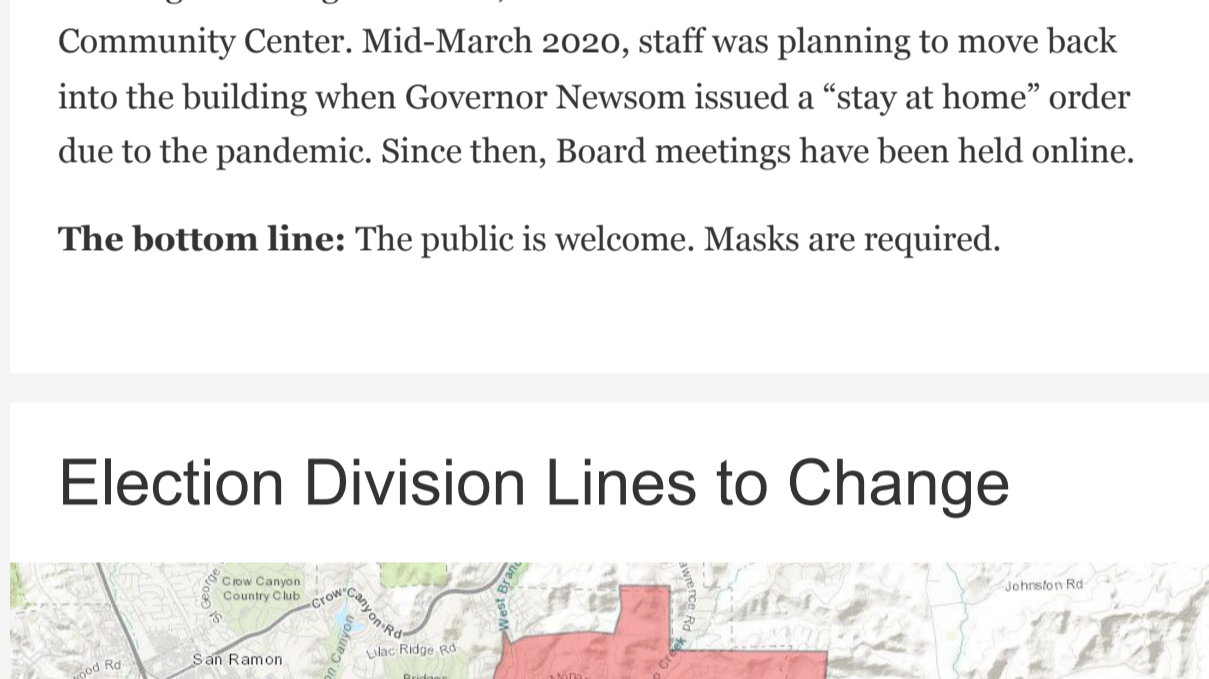 Community Center. Mid-March 2020, staff was planning to move back
into the building when Governor Newsom issued a “stay at home” order
due to the pandemic. Since then, Board meetings have been held online.
The bottom line: The public is welcome. Masks are required.
Election Division Lines to Change
Crow Canyon
Country Club
Crow Canyon Rd
Johnston Rd
Lilac Ridge Rd
San Ramon